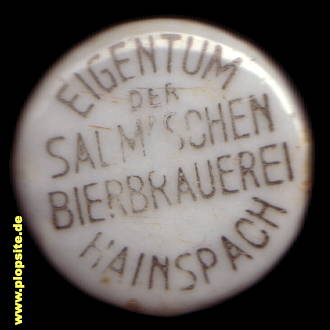 EIGENTUM
DER
SALM'SCHEN
BIERBRAUEREI
HAINSPACH
www.plopsite.de